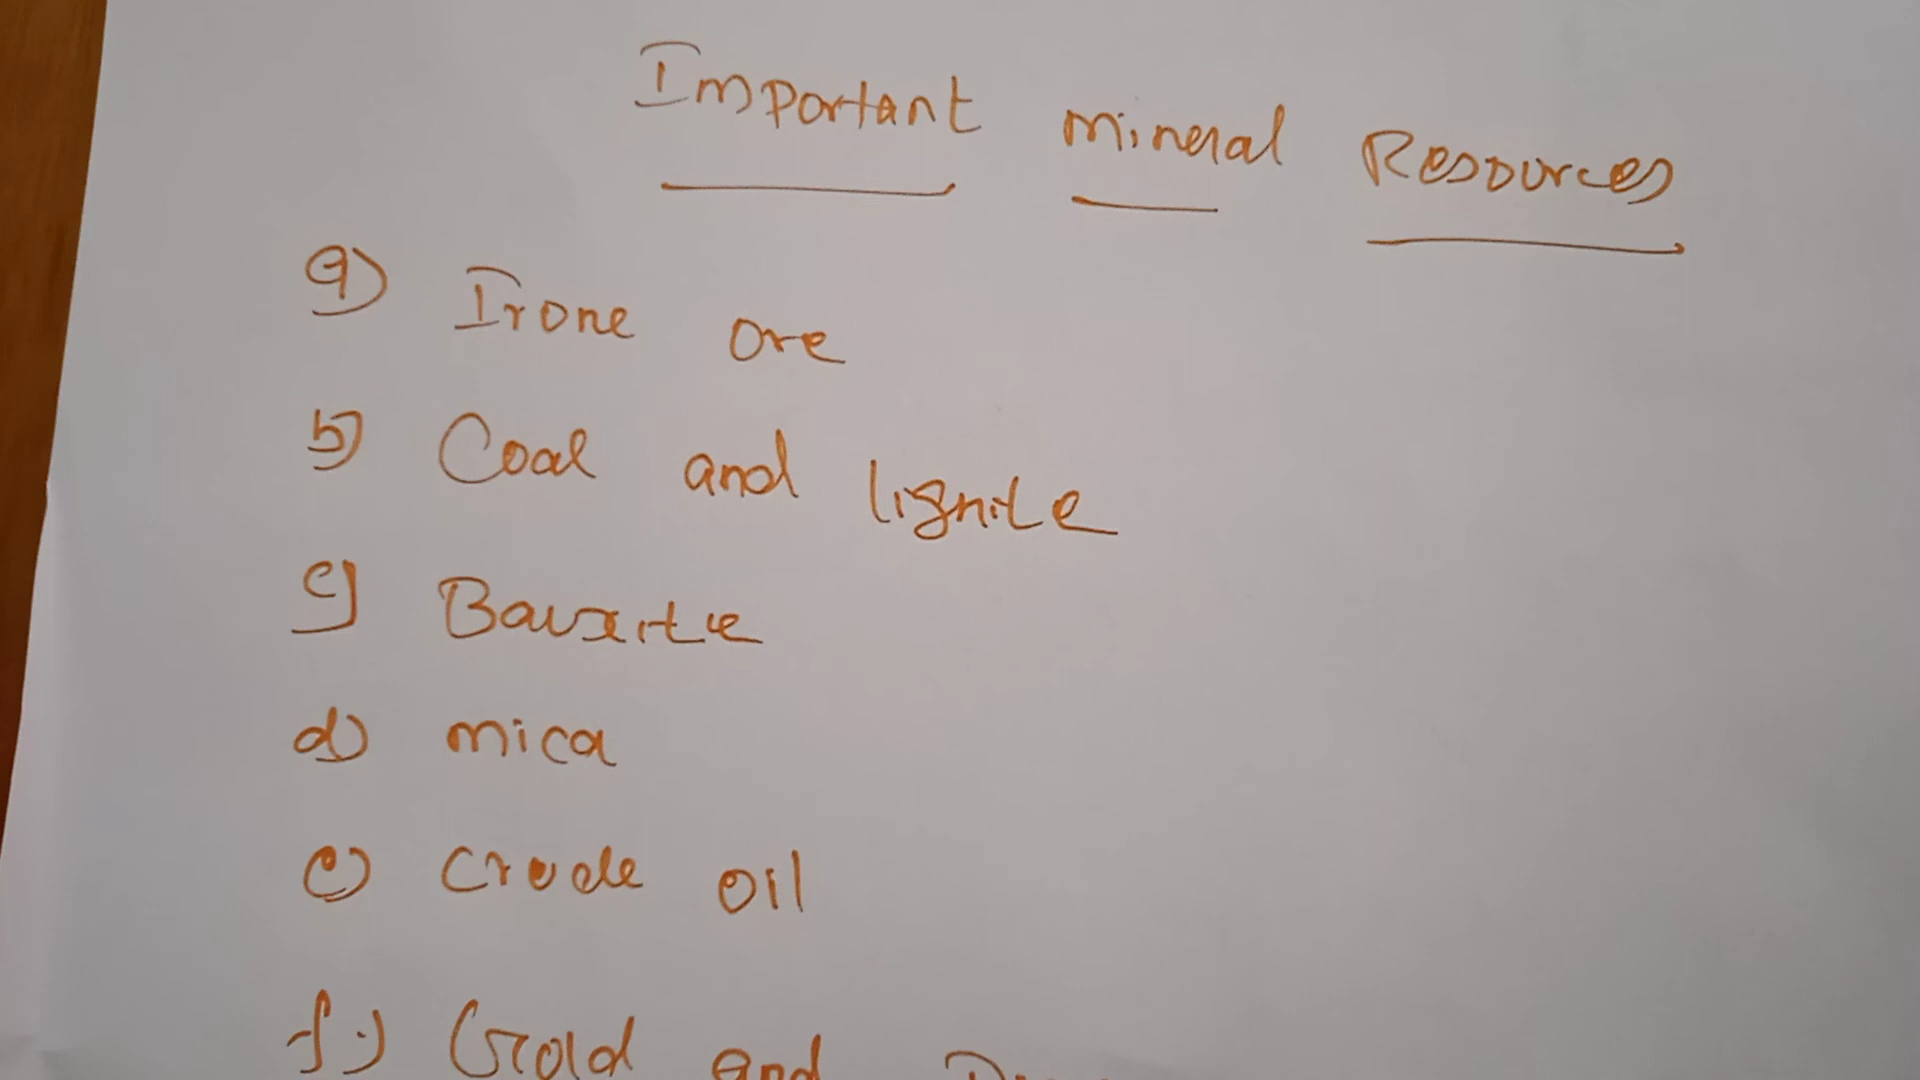 Important mineral Resources
a) Irone ore
b) Coal and lignite
c) Bauxite
d) mica
e) crude oil
f.) Gold and